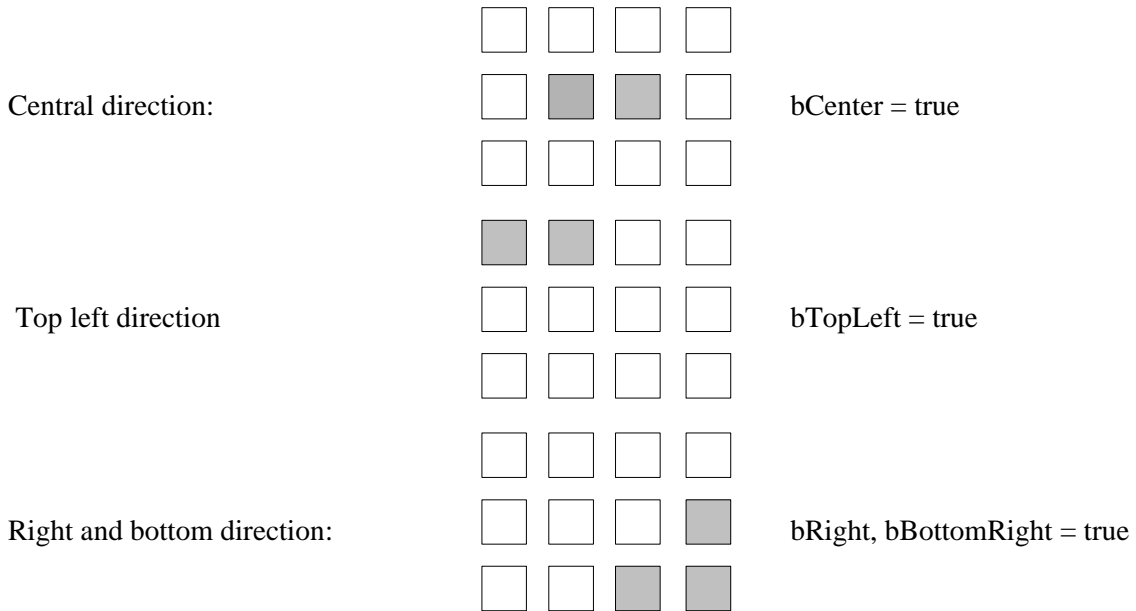 Central direction: bCenter = true
Top left direction bTopLeft = true
Right and bottom direction: bRight, bBottomRight = true